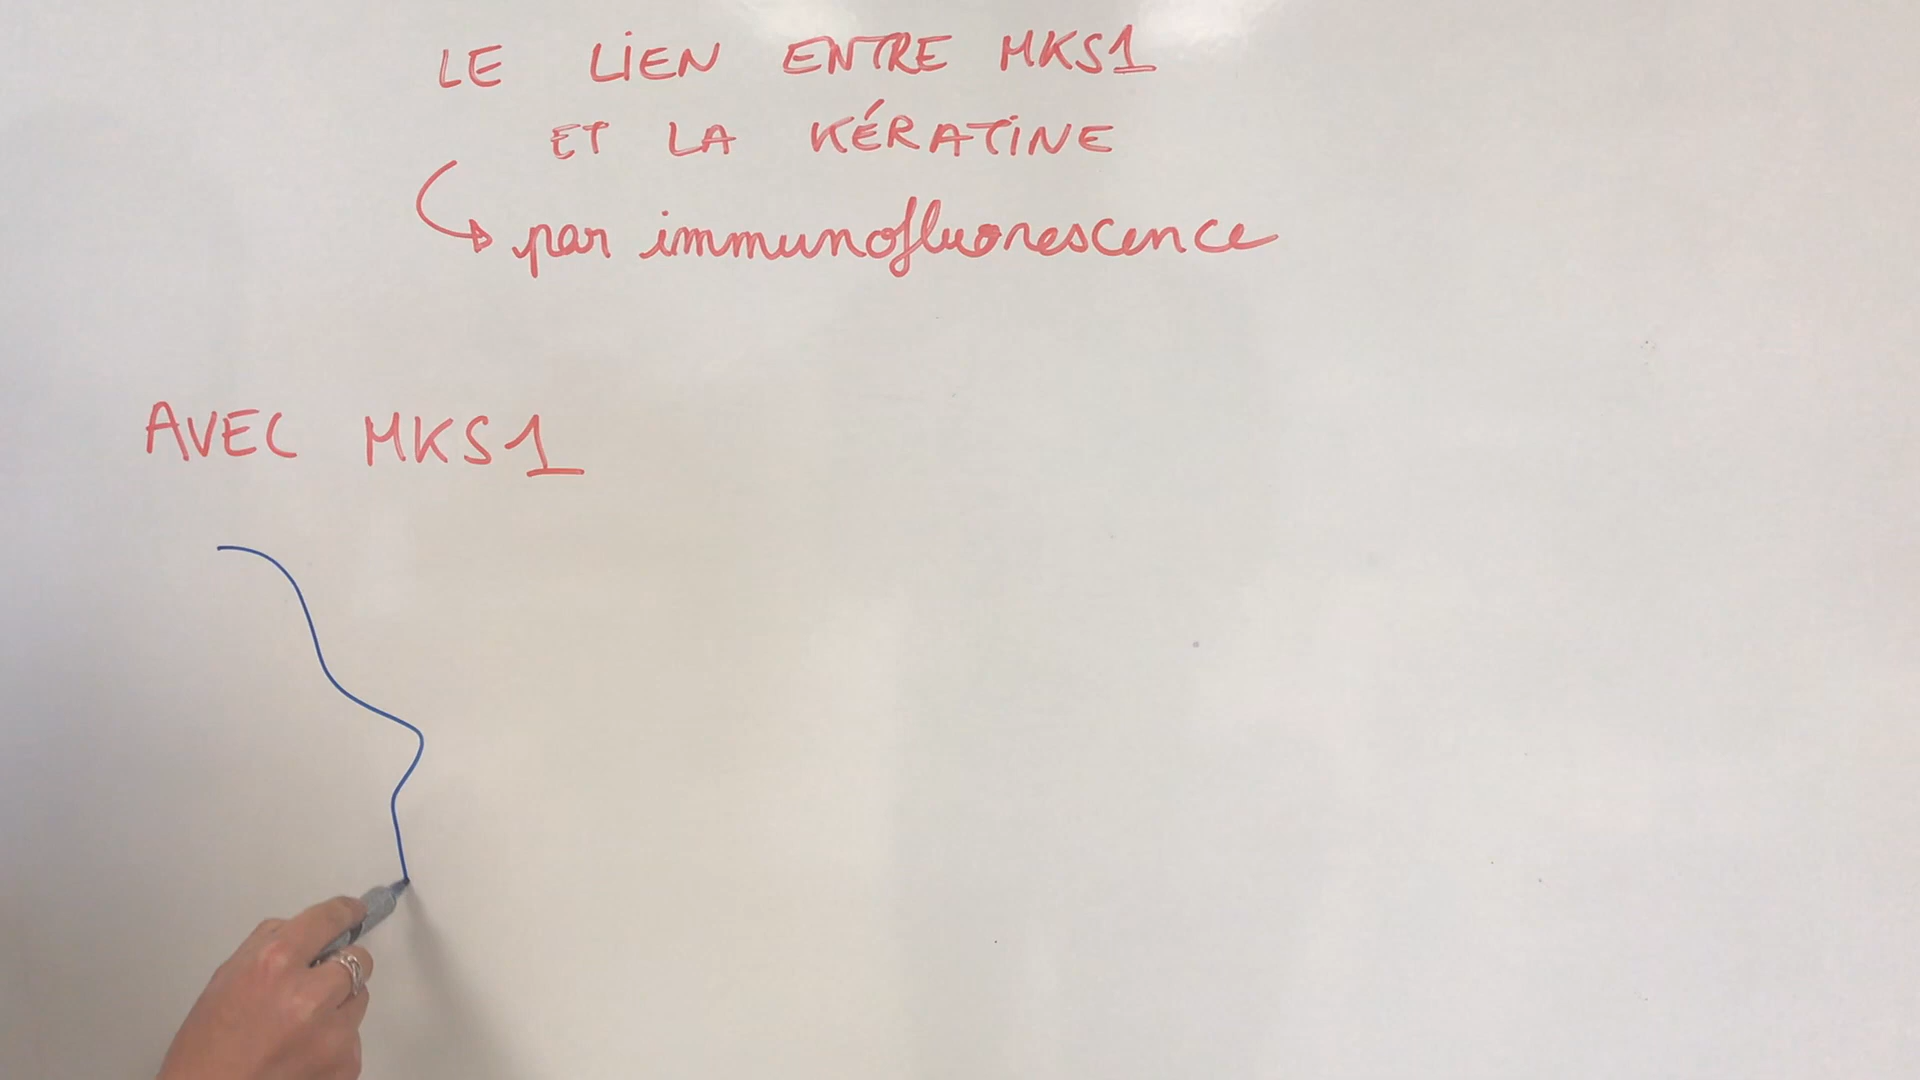 LE LIEN ENTRE MKS1
ET LA KÉRATINE
par immunofluorescence
AVEC MKS1